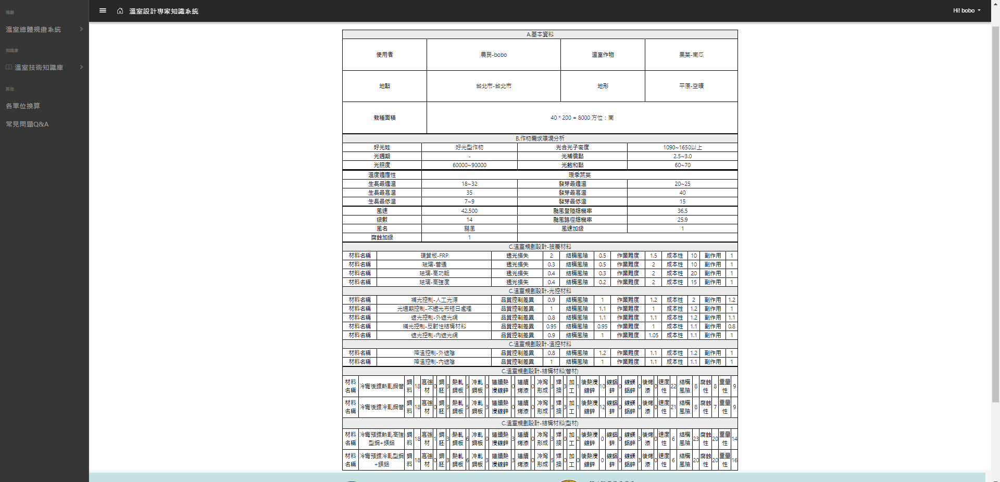 溫室設計專家知識系統
Hi! bobo
規劃
溫室總體規畫系統
知識庫
溫室技術知識庫
其他
各單位換算
常見問題Q&A
A.基本資料
使用者 農民-bobo 溫室作物 果菜-南瓜
地點 台北市-台北市 地形 平原-空曠
栽種面積 40 * 200 = 8000 方位：南
B.作物需求環境分析
好光姓 好光型作物 光合光子密度 1090~1650以上
光週期 - 光補償點 2.5~3.0
光照度 60000~90000 光飽和點 60~70
溫度適應性 暖季蔬菜
生長最適溫 18~32 發芽最適溫 20~25
生長最高溫 35 發芽最高溫 40
生長最低溫 7~9 發芽最低溫 15
風速 42.500 颱風登陸總機率 36.5
級數 14 颱風路徑總機率 25.9
風名 颶風 風速加級 1
腐蝕加級 1
C.溫室規劃設計-披覆材料
材料名稱 硬質板-FRP 透光損失 2 結構風險 0.5 作業難度 1.5 成本性 10 副作用 1
材料名稱 玻璃-普通 透光損失 0.3 結構風險 0.5 作業難度 2 成本性 10 副作用 1
材料名稱 玻璃-高功能 透光損失 0.4 結構風險 0.3 作業難度 2 成本性 20 副作用 1
材料名稱 玻璃-高強度 透光損失 0.4 結構風險 0.2 作業難度 2 成本性 15 副作用 1
C.溫室規劃設計-光控材料
材料名稱 補光控制-人工光源 品質控制差異 0.9 結構風險 1 作業難度 1.2 成本性 2 副作用 1.2
材料名稱 光週期控制-不透光布短日處理 品質控制差異 1 結構風險 1.1 作業難度 1 成本性 1.2 副作用 1
材料名稱 遮光控制-外遮光網 品質控制差異 0.8 結構風險 1.1 作業難度 1.1 成本性 1.2 副作用 1.1
材料名稱 補光控制-反射性結構材料 品質控制差異 0.95 結構風險 0.95 作業難度 1 成本性 1.1 副作用 0.8
材料名稱 遮光控制-內遮光網 品質控制差異 0.9 結構風險 1 作業難度 1.05 成本性 1.1 副作用 1
C.溫室規劃設計-溫控材料
材料名稱 降溫控制-外遮陰 品質控制差異 0.8 結構風險 1.2 作業難度 1.1 成本性 1.2 副作用 1
材料名稱 降溫控制-內遮陰 品質控制差異 1 結構風險 1 作業難度 1.1 成本性 1.1 副作用 1
C.溫室規劃設計-結構材料(管材)
材料名稱 冷彎後鍍熱軋鋼管 鋼料 18 高強材 0 鋼胚 3 熱軋鋼板 5 冷軋鋼板 0 連續熱浸鍍鋅 0 連續烤漆 0 冷灣形成 3 焊接 3 加工 1 後熱浸鍍鋅 10 鍍鋁鋅 0 鍍鎂鋁鋅 0 後烤漆 0 速度性 22 結構風險 8 腐蝕性 8 重量性 9
材料名稱 冷彎後鍍冷軋鋼管 鋼料 18 高強材 0 鋼胚 3 熱軋鋼板 5 冷軋鋼板 3 連續熱浸鍍鋅 0 連續烤漆 0 冷灣形成 3 焊接 3 加工 1 後熱浸鍍鋅 12 鍍鋁鋅 0 鍍鎂鋁鋅 0 後烤漆 0 速度性 21 結構風險 8 腐蝕性 7 重量性 9
C.溫室規劃設計-結構材料(型材)
材料名稱 冷彎預鍍熱軋高強型鋼+鎂鋁 鋼料 18 高強材 1 鋼胚 3 熱軋鋼板 6 冷軋鋼板 0 連續熱浸鍍鋅 3 連續烤漆 0 冷灣形成 3 焊接 0 加工 2 後熱浸鍍鋅 0 鍍鋁鋅 0 鍍鎂鋁鋅 3 後烤漆 0 速度性 6 結構風險 23 腐蝕性 20 重量性 14
材料名稱 冷彎預鍍冷軋型鋼+鎂鋁 鋼料 18 高強材 0 鋼胚 3 熱軋鋼板 6 冷軋鋼板 3 連續熱浸鍍鋅 3 連續烤漆 0 冷灣形成 5 焊接 0 加工 0 後熱浸鍍鋅 0 鍍鋁鋅 0 鍍鎂鋁鋅 3 後烤漆 0 速度性 6 結構風險 20 腐蝕性 20 重量性 16